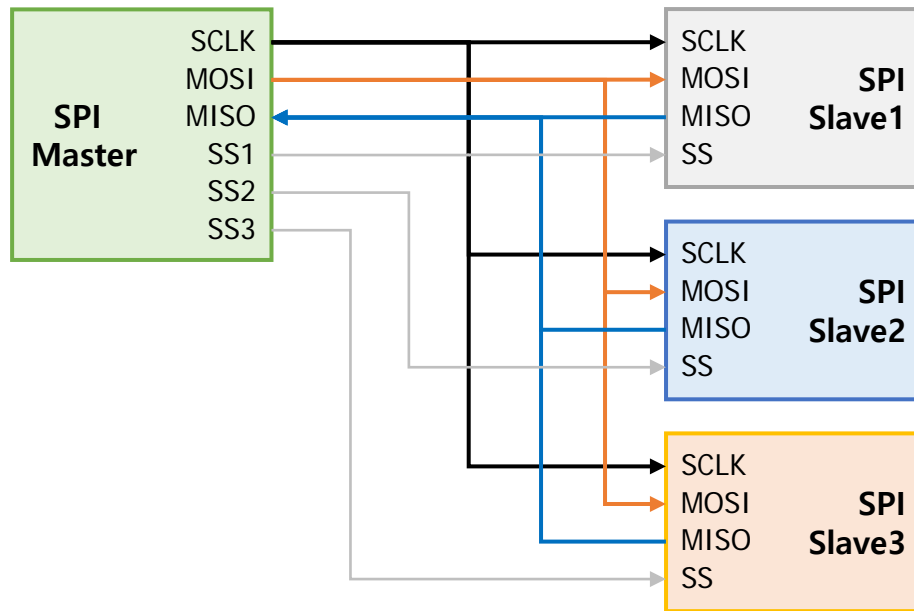 SCLK
MOSI
MISO
SS1
SS2
SS3
SPI
Master
SCLK
MOSI
MISO
SS
SPI
Slave1
SCLK
MOSI
MISO
SS
SPI
Slave2
SCLK
MOSI
MISO
SS
SPI
Slave3